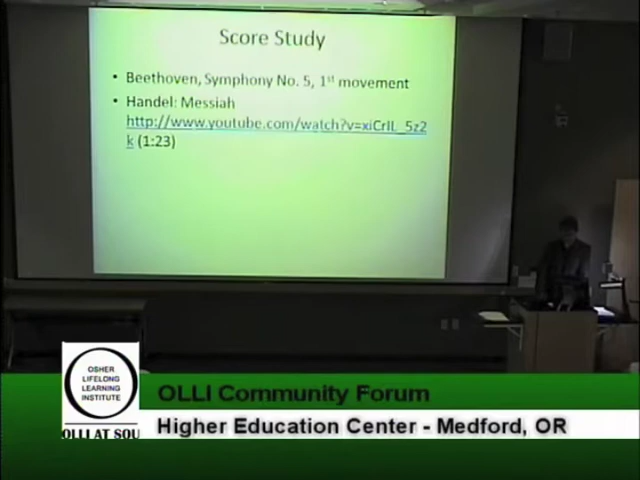 Score Study
• Beethoven, Symphony No. 5, 1st movement
• Handel: Messiah
http://www.youtube.com/watch?v=xiCrIL_5z2
k (1:23)
OSHER
LIFELONG
LEARNING
INSTITUTE
OLLI AT SOU
OLLI Community Forum
Higher Education Center - Medford, OR